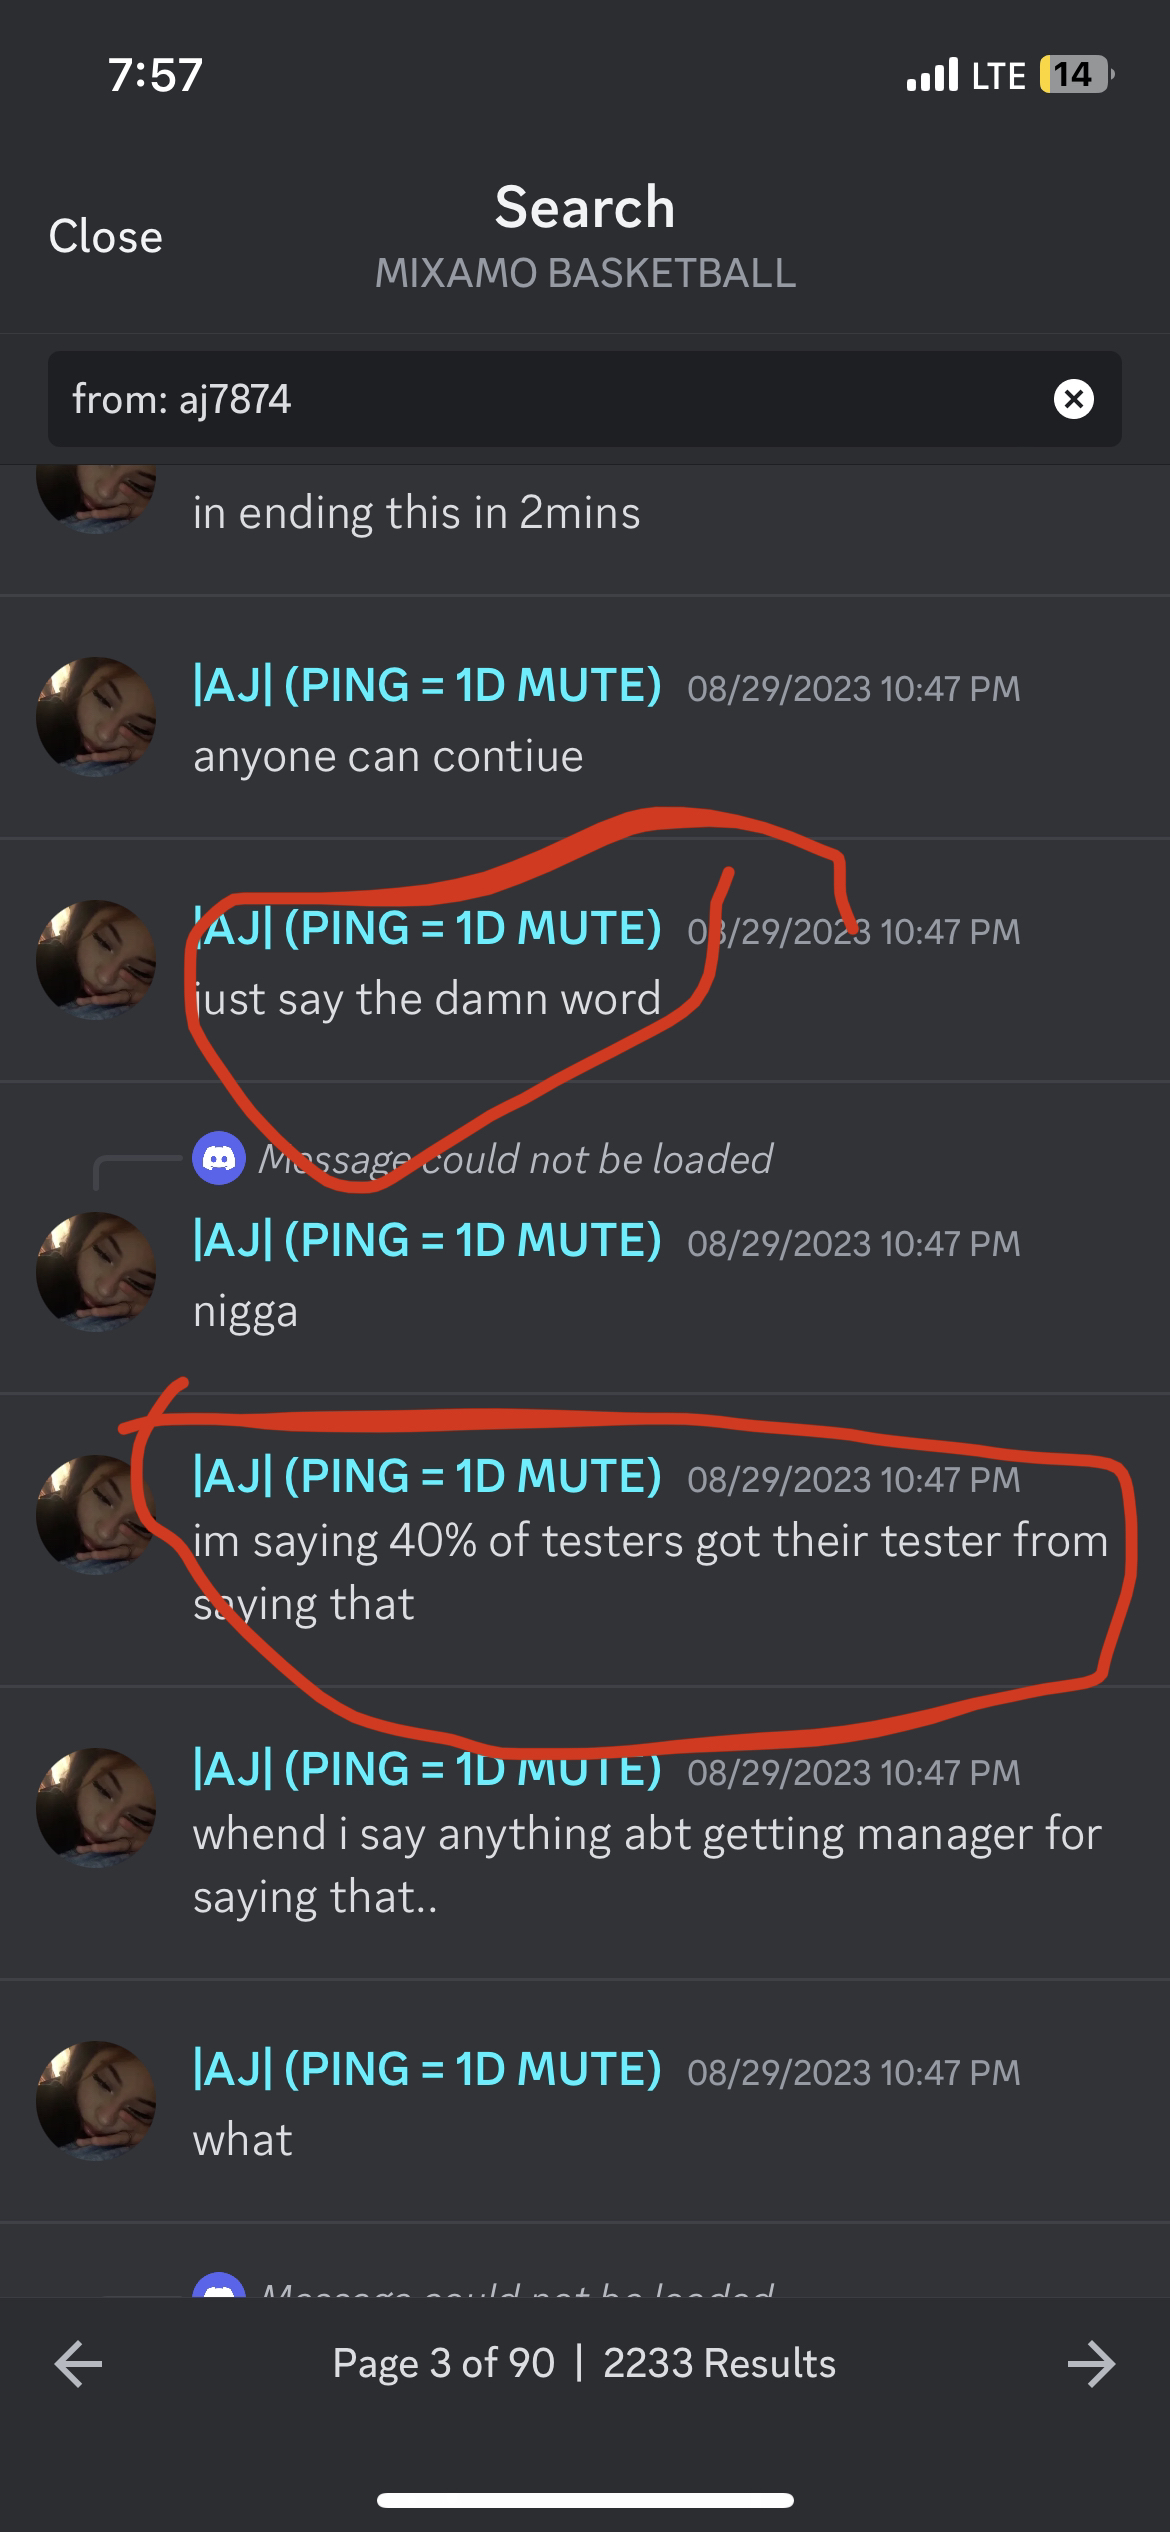 7:57
LTE 14
Close
Search
MIXAMO BASKETBALL
from: aj7874
in ending this in 2mins
|AJ| (PING = 1D MUTE) 08/29/2023 10:47 PM
anyone can contiue
|AJ| (PING = 1D MUTE) 08/29/2023 10:47 PM
just say the damn word
Message could not be loaded
|AJ| (PING = 1D MUTE) 08/29/2023 10:47 PM
nigga
|AJ| (PING = 1D MUTE) 08/29/2023 10:47 PM
im saying 40% of testers got their tester from
saying that
|AJ| (PING = 1D MUTE) 08/29/2023 10:47 PM
whend i say anything abt getting manager for
saying that..
|AJ| (PING = 1D MUTE) 08/29/2023 10:47 PM
what
Message could not be loaded
Page 3 of 90 | 2233 Results